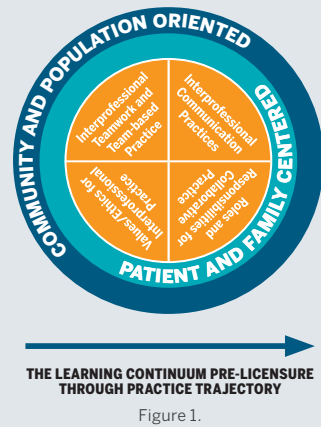 COMMUNITY AND POPULATION ORIENTED
PATIENT AND FAMILY CENTERED
Interprofessional
Teamwork and
Team-based
Practice
Interprofessional
Communication
Practices
Values/Ethics for
Interprofessional
Practice
Roles and
Responsibilities for
Collaborative
Practice
THE LEARNING CONTINUUM PRE-LICENSURE
THROUGH PRACTICE TRAJECTORY
Figure 1.